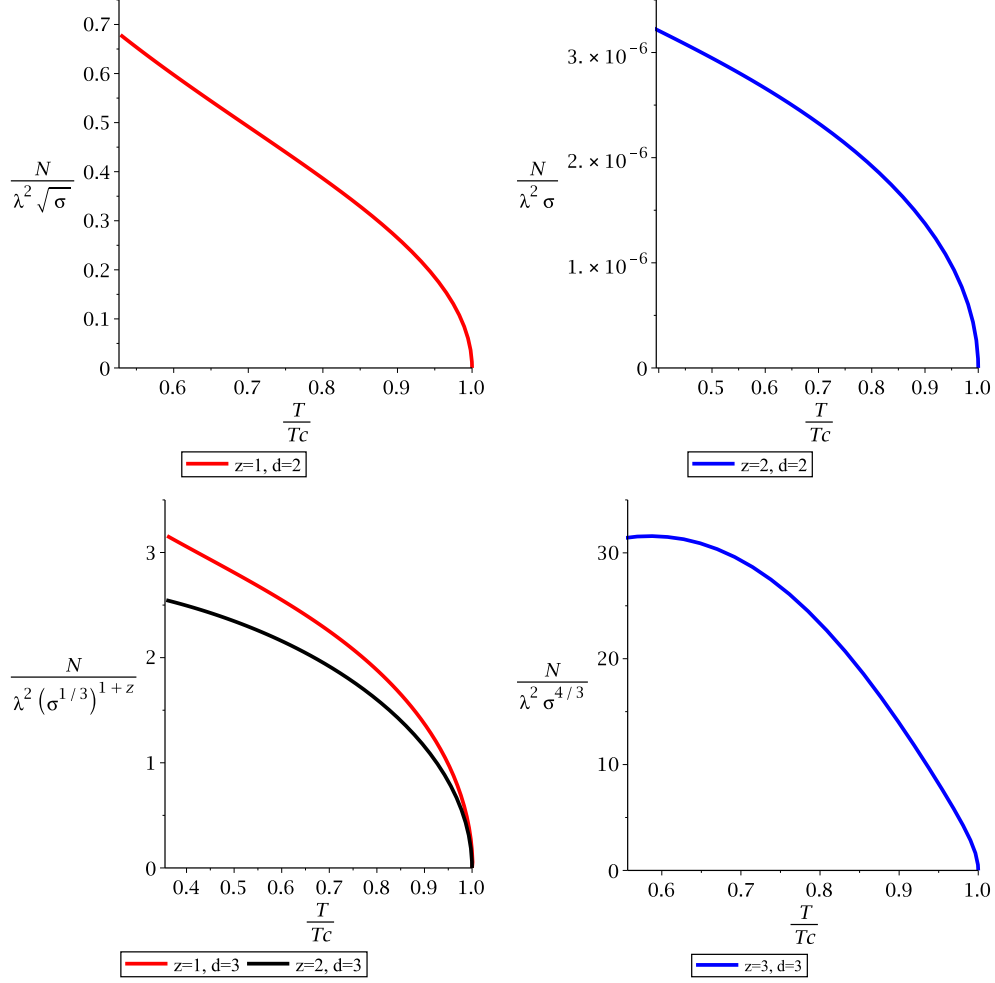 0.7
0.6
0.5
0.4
0.3
0.2
0.1
0
N
λ² √σ
0.6 0.7 0.8 0.9 1.0
T
Tc
z=1, d=2
3. × 10⁻⁶
2. × 10⁻⁶
1. × 10⁻⁶
0
N
λ² σ
0.5 0.6 0.7 0.8 0.9 1.0
T
Tc
z=2, d=2
3
2
1
0
N
λ² (σ^1/3)^1+z
0.4 0.5 0.6 0.7 0.8 0.9 1.0
T
Tc
z=1, d=3 z=2, d=3
30
20
10
0
N
λ² σ^4/3
0.6 0.7 0.8 0.9 1.0
T
Tc
z=3, d=3